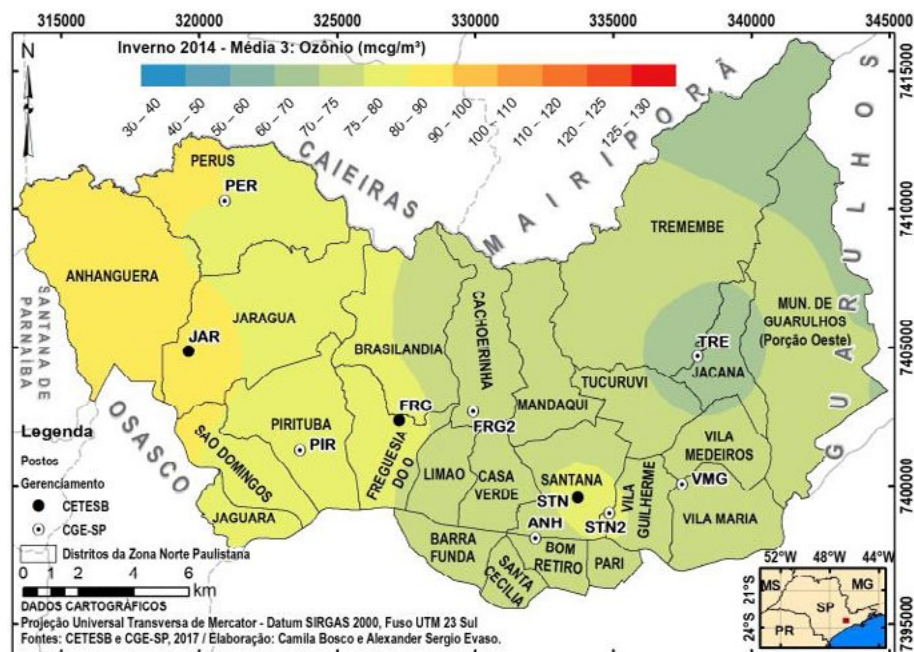 315000 320000 325000 330000 335000 340000 345000
Inverno 2014 - Média 3: Ozônio (mcg/m³)
30 – 40
40 – 50
50 – 60
60 – 70
70 – 75
75 – 80
80 – 90
90 – 100
100 – 110
110 – 120
120 – 125
125 – 130
N
7415000
7410000
7405000
7400000
7395000
CAIEIRAS
MAIRIPORÃ
GUARULHOS
SANTANA DE
PARNAÍBA
OSASCO
PERUS
PER
ANHANGUERA
JAR
JARAGUA
BRASILANDIA
CACHOEIRINHA
TREMEMBE
MUN. DE
GUARULHOS
(Porção Oeste)
TRE
JACANA
TUCURUVI
MANDAQUI
FRG
FRG2
PIRITUBA
PIR
FREGUESIA
DO O
SAO DOMINGOS
JAGUARA
LIMAO
CASA
VERDE
SANTANA
STN
STN2
VILA
GUILHERME
VILA
MEDEIROS
VMG
VILA MARIA
ANH
BARRA
FUNDA
BOM
RETIRO
PARI
SANTA
CECILIA
Legenda
Postos
Gerenciamento
CETESB
CGE-SP
Distritos da Zona Norte Paulistana
0 2 4 6
km
DADOS CARTOGRÁFICOS
Projeção Universal Transversa de Mercator - Datum SIRGAS 2000, Fuso UTM 23 Sul
Fontes: CETESB e CGE-SP, 2017 / Elaboração: Camila Bosco e Alexander Sergio Evaso.
52°W 48°W 44°W
21°S
24°S
MS
MG
SP
PR